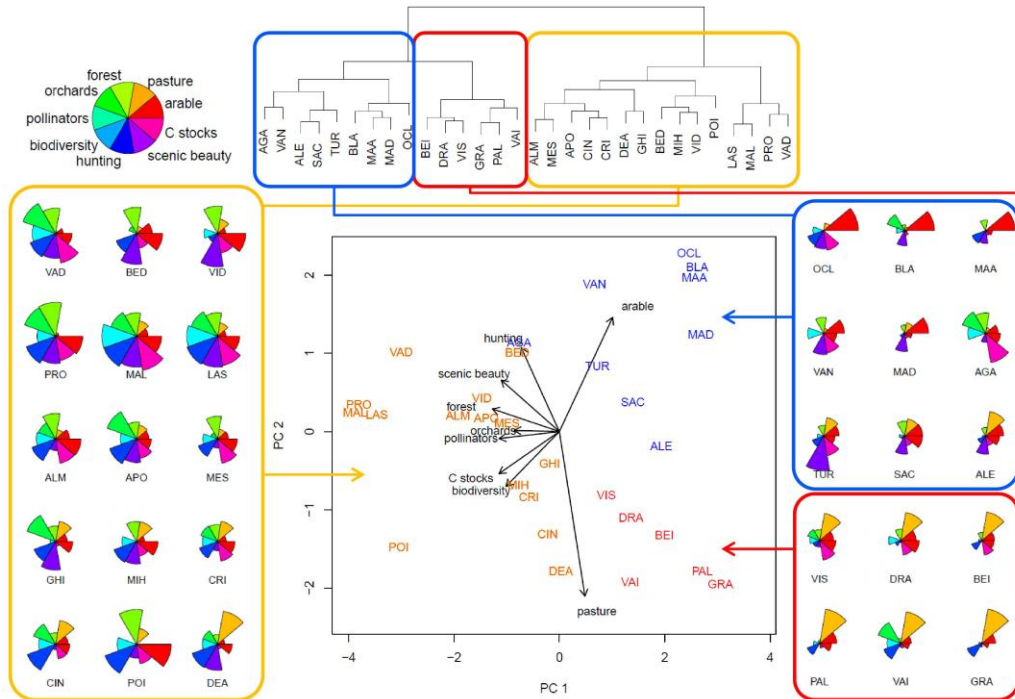 forest
pasture
orchards
arable
pollinators
C stocks
biodiversity
scenic beauty
hunting
AGA VAN ALE SAC TUR BLA MAA MAD OCL BEI DRA VIS GRA PAL VAI ALM MES APO CIN CRI DEA GHI BED MIH VID POI LAS MAL PRO VAD
VAD BED VID
PRO MAL LAS
ALM APO MES
GHI MIH CRI
CIN POI DEA
PC 2
2
1
0
−1
−2
OCL
BLA
VAN MAA
arable
hunting AGA MAD
VAD BED
TUR
scenic beauty
VID SAC
PRO forest
MAL LAS ALM APO MES
orchards
pollinators ALE
GHI
C stocks
biodiversity MIH
CRI VIS
DRA
CIN BEI
POI
DEA PAL
VAI GRA
pasture
−4 −2 0 2 4
PC 1
OCL BLA MAA
VAN MAD AGA
TUR SAC ALE
VIS DRA BEI
PAL VAI GRA